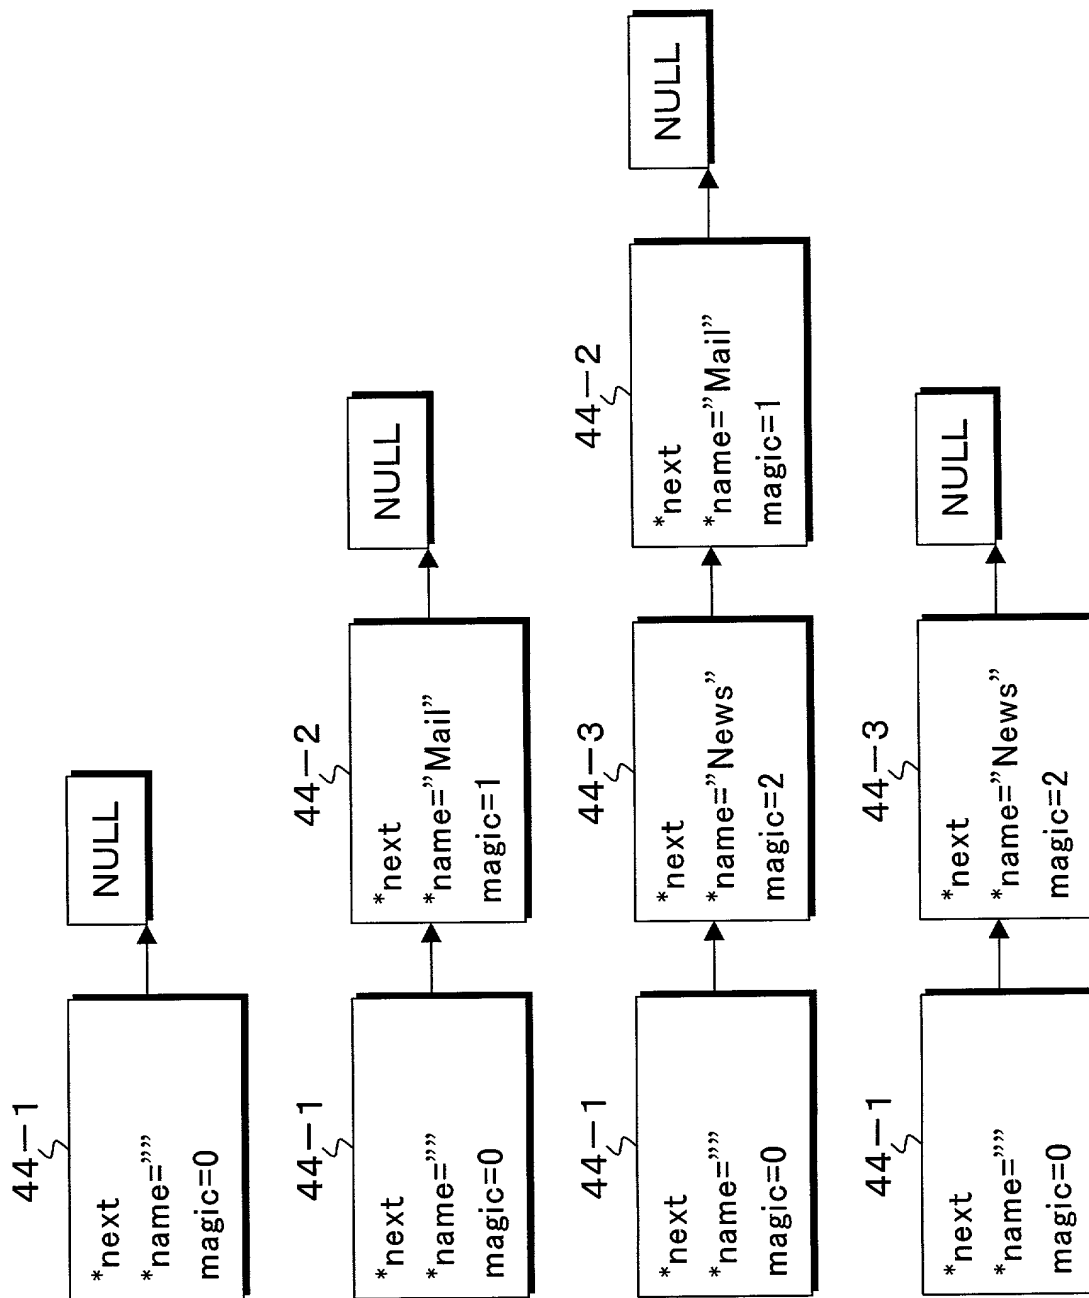 44-1
*next
*name=””
magic=0
NULL
44-1
*next
*name=””
magic=0
44-2
*next
*name=”Mail”
magic=1
NULL
44-1
*next
*name=””
magic=0
44-3
*next
*name=”News”
magic=2
44-2
*next
*name=”Mail”
magic=1
NULL
44-1
*next
*name=””
magic=0
44-3
*next
*name=”News”
magic=2
NULL